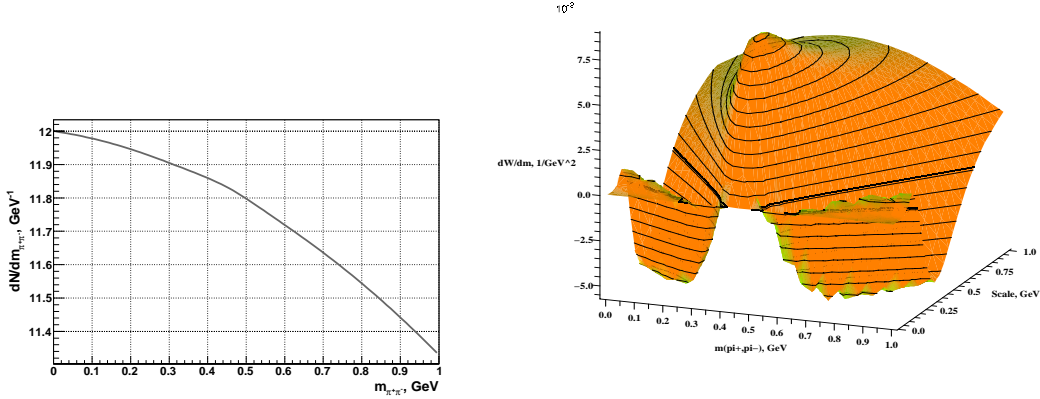 12
11.9
11.8
11.7
11.6
11.5
11.4
dN/dm π⁺π⁻, GeV⁻¹
0 0.1 0.2 0.3 0.4 0.5 0.6 0.7 0.8 0.9 1
m π⁺π⁻, GeV
10⁻²
7.5
5.0
2.5
dW/dm, 1/GeV^2
0.0
−2.5
−5.0
0.0 0.1 0.2 0.3 0.4 0.5 0.6 0.7 0.8 0.9 1.0
m(pi+,pi−), GeV
0.0
0.25
0.5
0.75
1.0
Scale, GeV